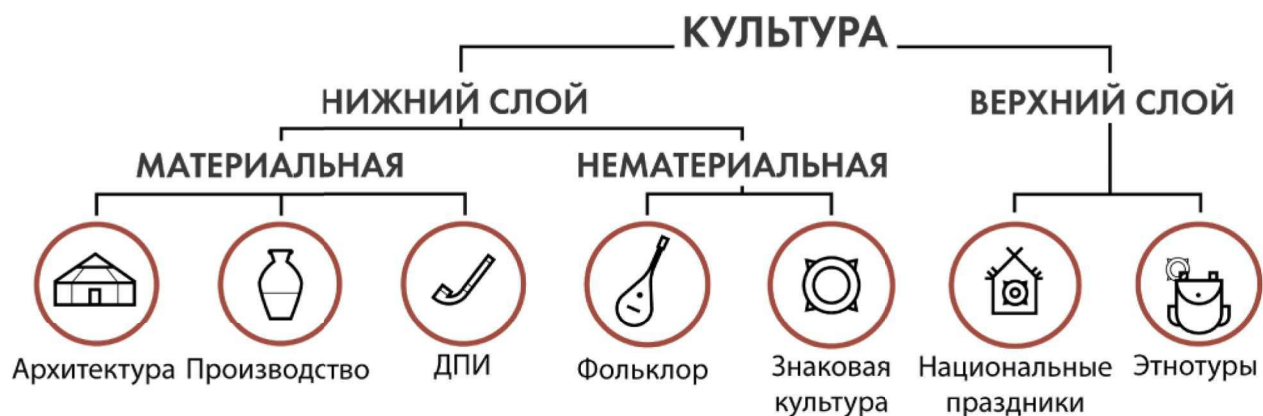 КУЛЬТУРА
НИЖНИЙ СЛОЙ
ВЕРХНИЙ СЛОЙ
МАТЕРИАЛЬНАЯ
НЕМАТЕРИАЛЬНАЯ
Архитектура
Производство
ДПИ
Фольклор
Знаковая
культура
Национальные
праздники
Этнотуры